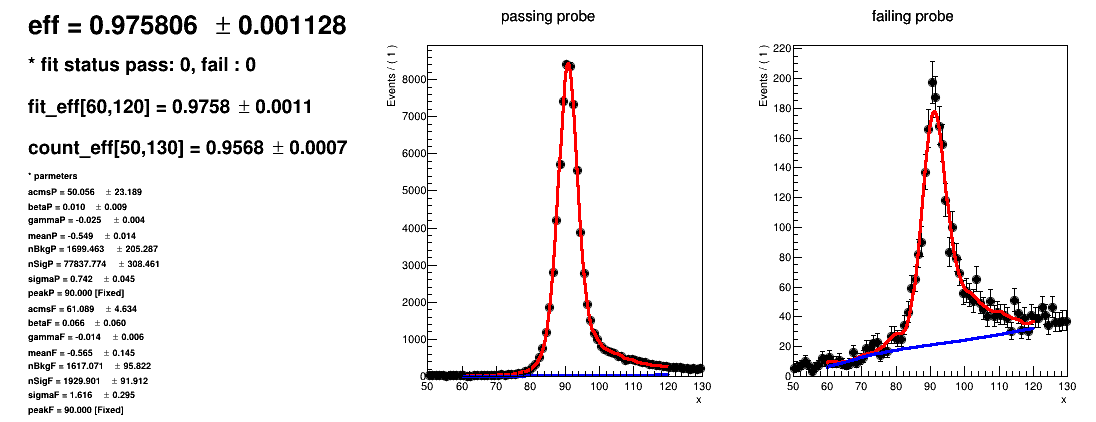 eff = 0.975806 ± 0.001128
* fit status pass: 0, fail : 0
fit_eff[60,120] = 0.9758 ± 0.0011
count_eff[50,130] = 0.9568 ± 0.0007
* parmeters
acmsP = 50.056 ± 23.189
betaP = 0.010 ± 0.009
gammaP = -0.025 ± 0.004
meanP = -0.549 ± 0.014
nBkgP = 1699.463 ± 205.287
nSigP = 77837.774 ± 308.461
sigmaP = 0.742 ± 0.045
peakP = 90.000 [Fixed]
acmsF = 61.089 ± 4.634
betaF = 0.066 ± 0.060
gammaF = -0.014 ± 0.006
meanF = -0.565 ± 0.145
nBkgF = 1617.071 ± 95.822
nSigF = 1929.901 ± 91.912
sigmaF = 1.616 ± 0.295
peakF = 90.000 [Fixed]
passing probe
Events / ( 1 )
8000
7000
6000
5000
4000
3000
2000
1000
0
50 60 70 80 90 100 110 120 130
x
failing probe
Events / ( 1 )
220
200
180
160
140
120
100
80
60
40
20
0
50 60 70 80 90 100 110 120 130
x